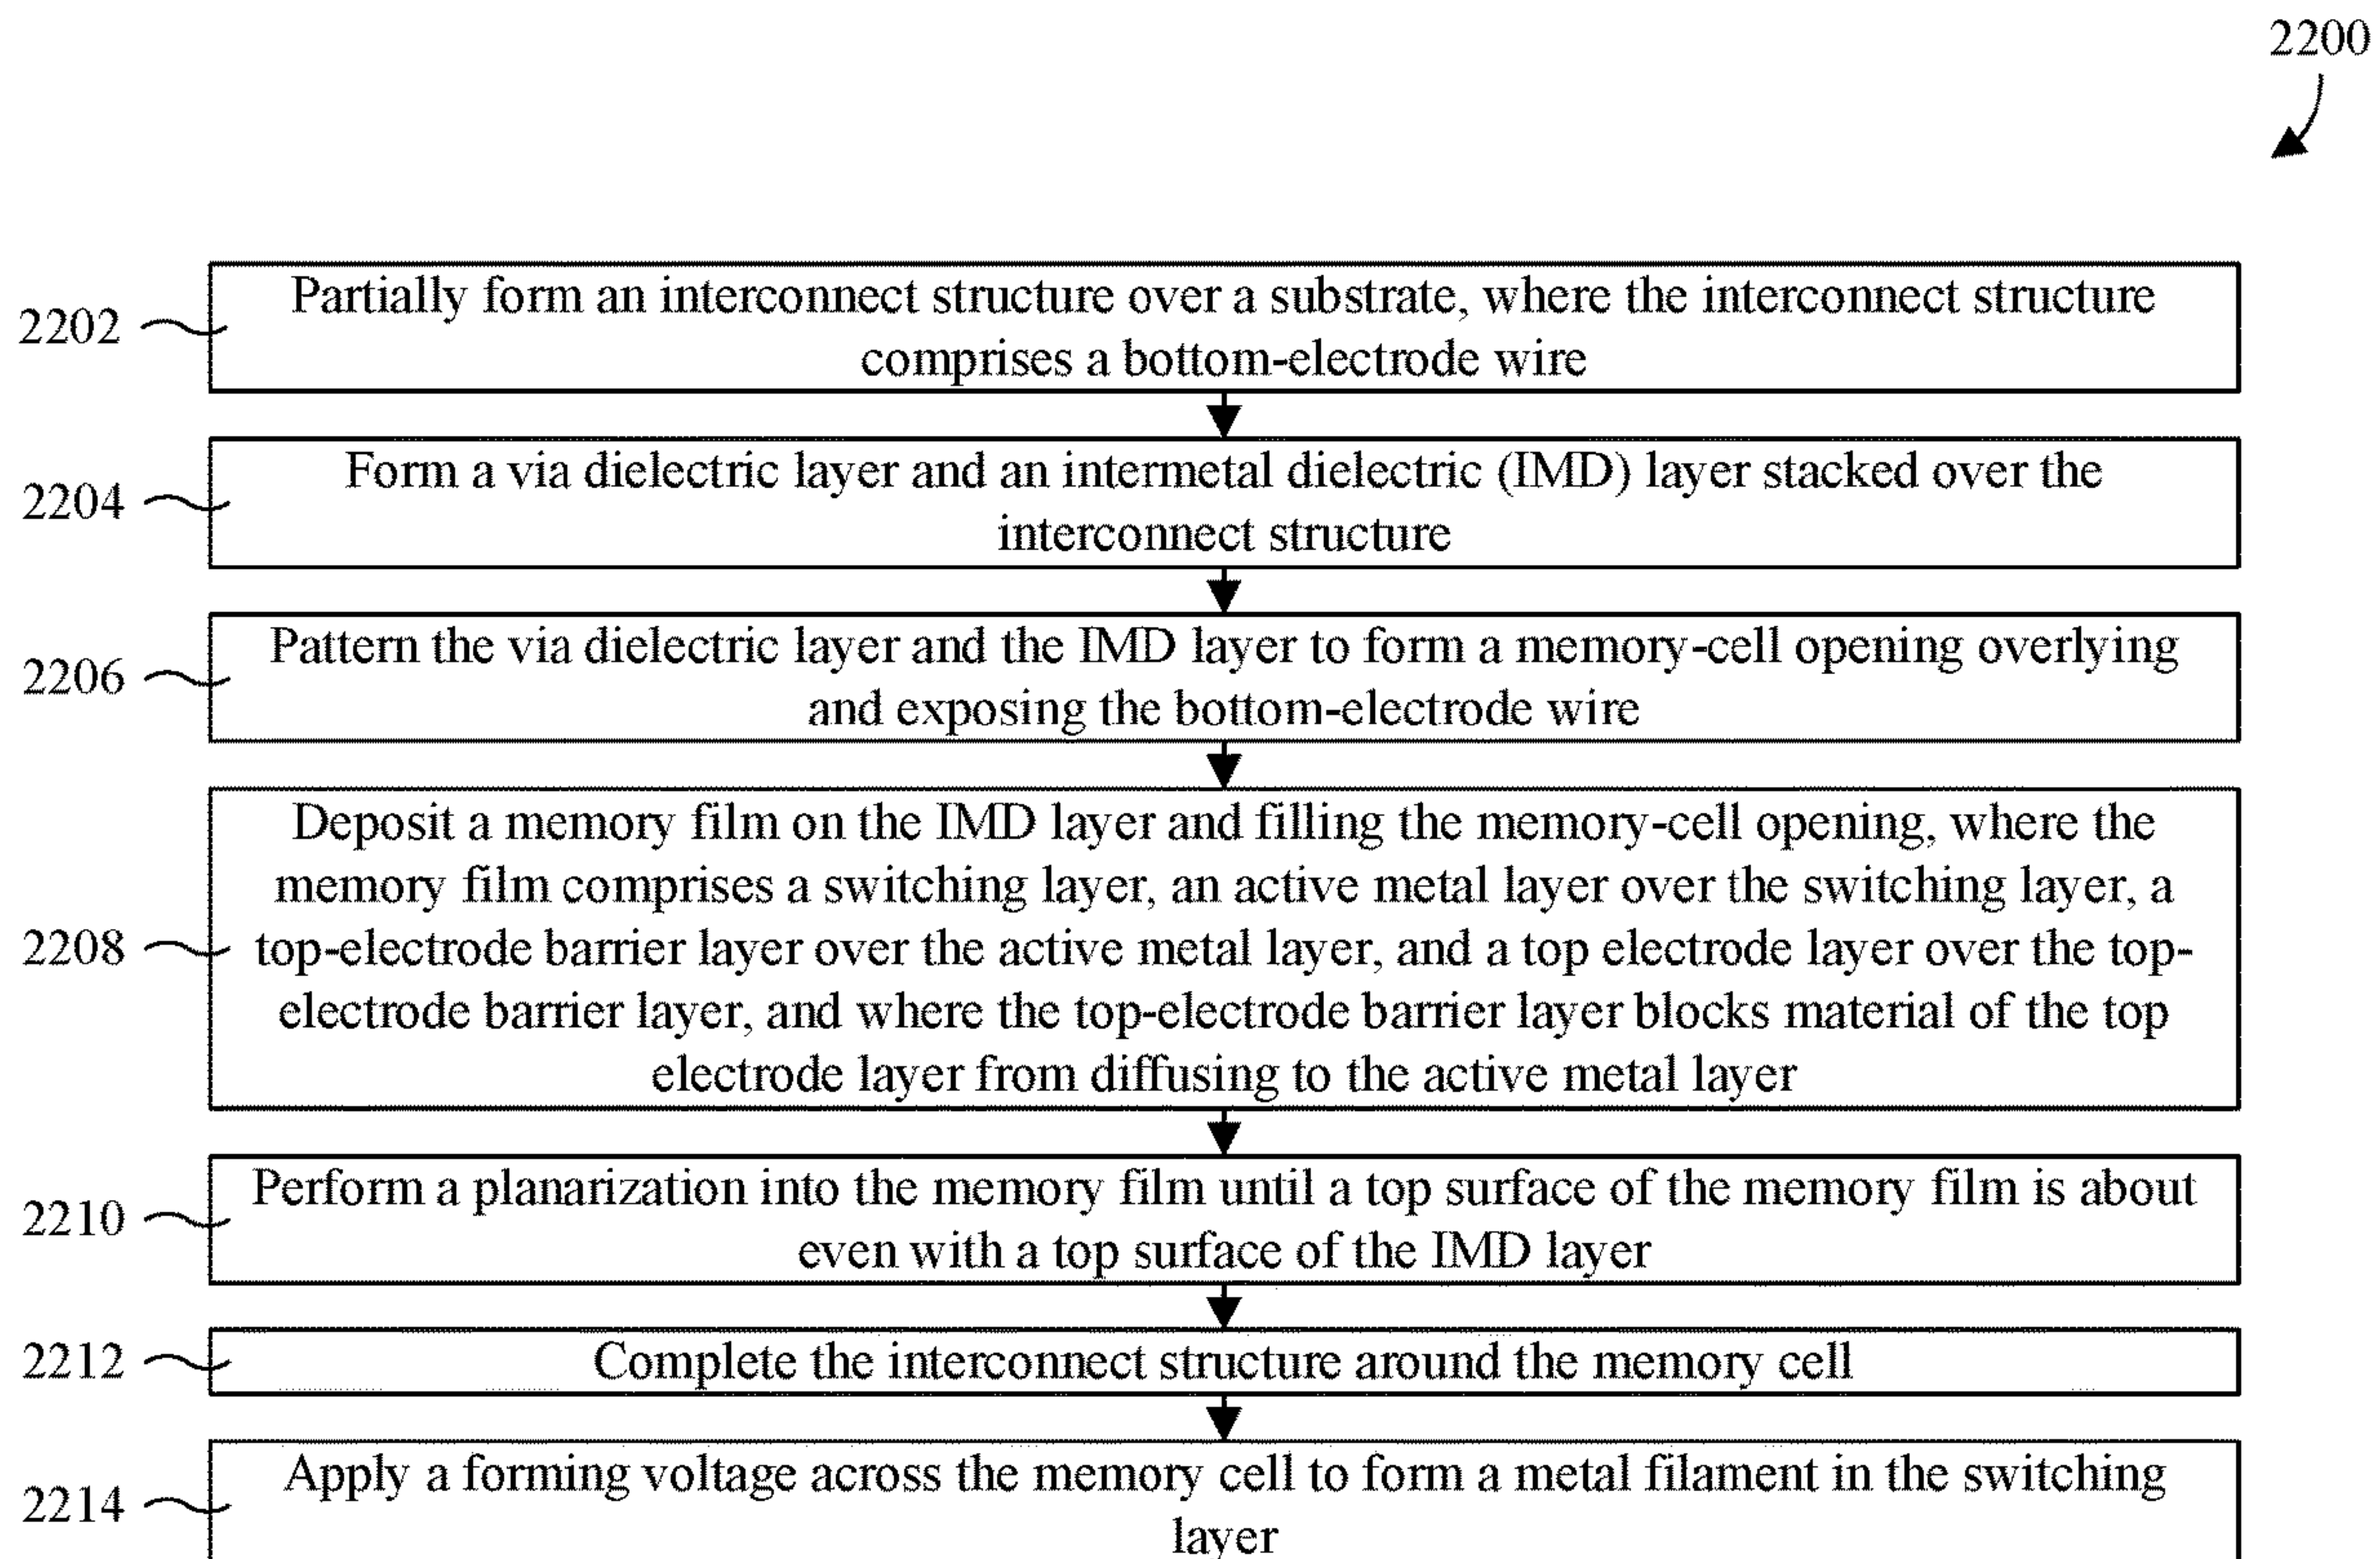 2200
2202
Partially form an interconnect structure over a substrate, where the interconnect structure
comprises a bottom-electrode wire
2204
Form a via dielectric layer and an intermetal dielectric (IMD) layer stacked over the
interconnect structure
2206
Pattern the via dielectric layer and the IMD layer to form a memory-cell opening overlying
and exposing the bottom-electrode wire
2208
Deposit a memory film on the IMD layer and filling the memory-cell opening, where the
memory film comprises a switching layer, an active metal layer over the switching layer, a
top-electrode barrier layer over the active metal layer, and a top electrode layer over the top-
electrode barrier layer, and where the top-electrode barrier layer blocks material of the top
electrode layer from diffusing to the active metal layer
2210
Perform a planarization into the memory film until a top surface of the memory film is about
even with a top surface of the IMD layer
2212
Complete the interconnect structure around the memory cell
2214
Apply a forming voltage across the memory cell to form a metal filament in the switching
layer